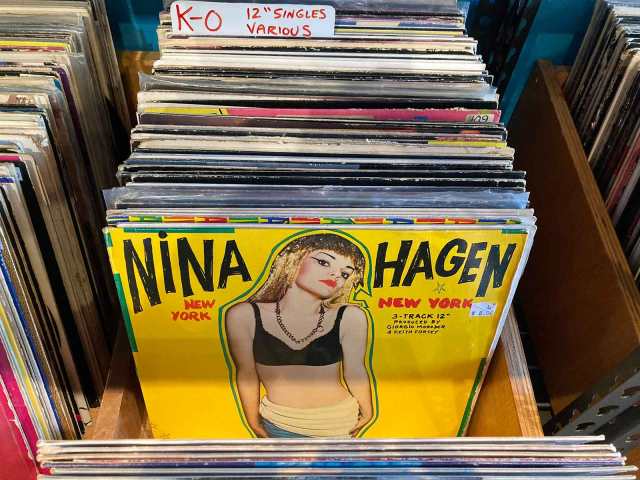 K-O 12" SINGLES
VARIOUS
NINA HAGEN
NEW YORK
NEW YORK
3-TRACK 12"
PRODUCED BY
GIORGIO MORODER
& KEITH FORSEY